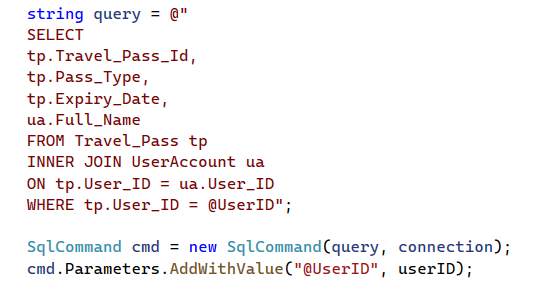 string query = @"
SELECT
tp.Travel_Pass_Id,
tp.Pass_Type,
tp.Expiry_Date,
ua.Full_Name
FROM Travel_Pass tp
INNER JOIN UserAccount ua
ON tp.User_ID = ua.User_ID
WHERE tp.User_ID = @UserID";
SqlCommand cmd = new SqlCommand(query, connection);
cmd.Parameters.AddWithValue("@UserID", userID);